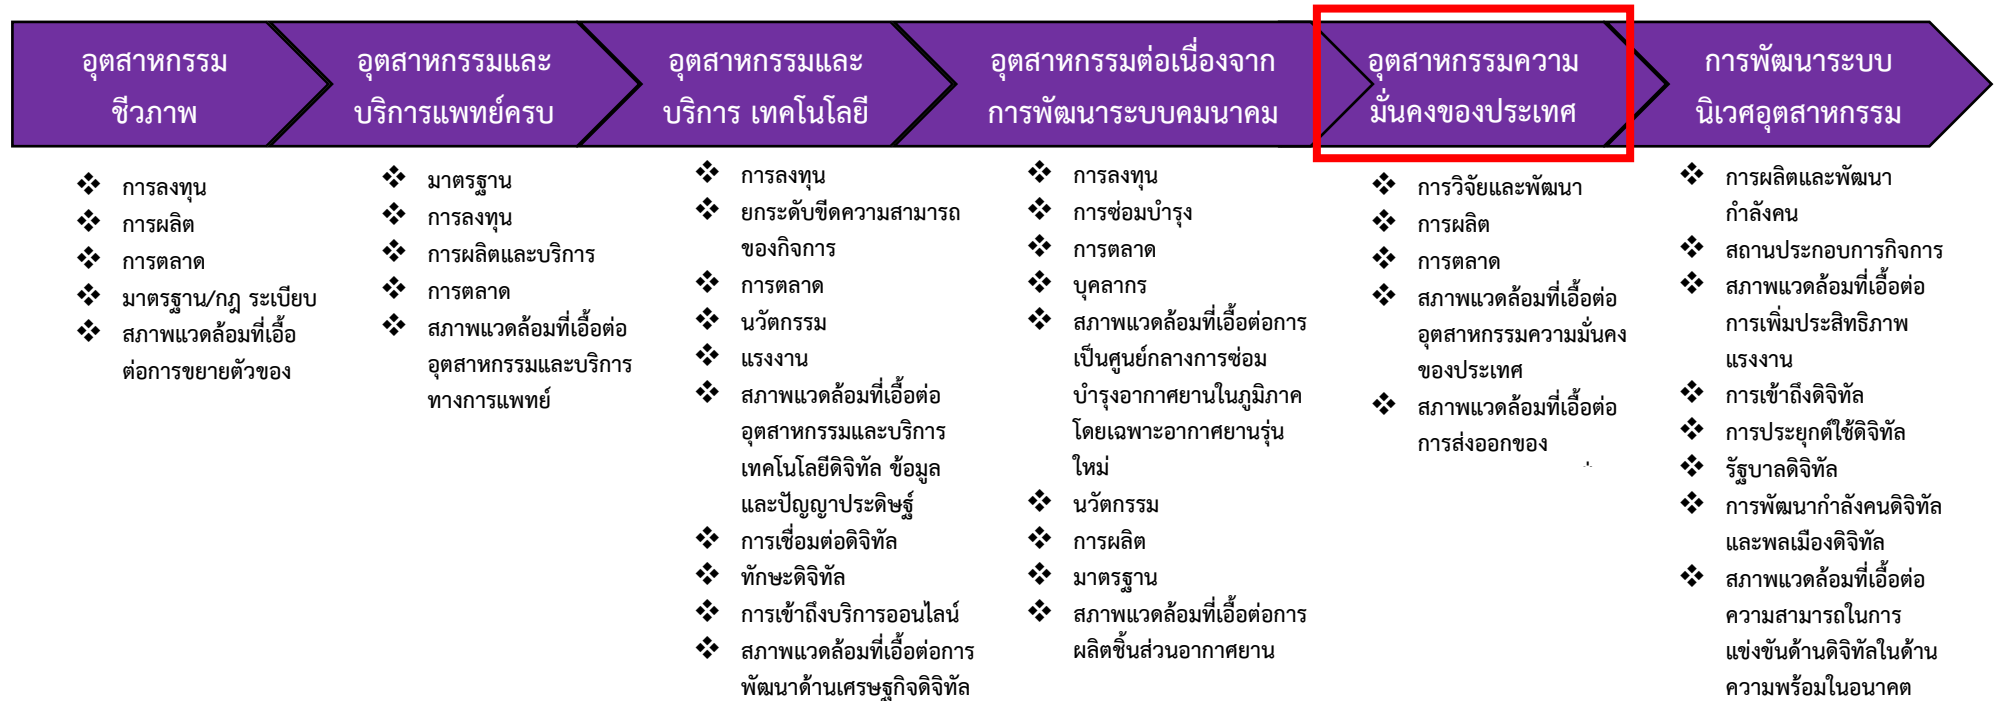 อุตสาหกรรม
ชีวภาพ
❖ การลงทุน
❖ การผลิต
❖ การตลาด
❖ มาตรฐาน/กฎ ระเบียบ
❖ สภาพแวดล้อมที่เอื้อ
ต่อการขยายตัวของ
อุตสาหกรรมและ
บริการแพทย์ครบ
❖ มาตรฐาน
❖ การลงทุน
❖ การผลิตและบริการ
❖ การตลาด
❖ สภาพแวดล้อมที่เอื้อต่อ
อุตสาหกรรมและบริการ
ทางการแพทย์
อุตสาหกรรมและ
บริการ เทคโนโลยี
❖ การลงทุน
❖ ยกระดับขีดความสามารถ
ของกิจการ
❖ การตลาด
❖ นวัตกรรม
❖ แรงงาน
❖ สภาพแวดล้อมที่เอื้อต่อ
อุตสาหกรรมและบริการ
เทคโนโลยีดิจิทัล ข้อมูล
และปัญญาประดิษฐ์
❖ การเชื่อมต่อดิจิทัล
❖ ทักษะดิจิทัล
❖ การเข้าถึงบริการออนไลน์
❖ สภาพแวดล้อมที่เอื้อต่อการ
พัฒนาด้านเศรษฐกิจดิจิทัล
อุตสาหกรรมต่อเนื่องจาก
การพัฒนาระบบคมนาคม
❖ การลงทุน
❖ การซ่อมบำรุง
❖ การตลาด
❖ บุคลากร
❖ สภาพแวดล้อมที่เอื้อต่อการ
เป็นศูนย์กลางการซ่อม
บำรุงอากาศยานในภูมิภาค
โดยเฉพาะอากาศยานรุ่น
ใหม่
❖ นวัตกรรม
❖ การผลิต
❖ มาตรฐาน
❖ สภาพแวดล้อมที่เอื้อต่อการ
ผลิตชิ้นส่วนอากาศยาน
อุตสาหกรรมความ
มั่นคงของประเทศ
❖ การวิจัยและพัฒนา
❖ การผลิต
❖ การตลาด
❖ สภาพแวดล้อมที่เอื้อต่อ
อุตสาหกรรมความมั่นคง
ของประเทศ
❖ สภาพแวดล้อมที่เอื้อต่อ
การส่งออกของ
การพัฒนาระบบ
นิเวศอุตสาหกรรม
❖ การผลิตและพัฒนา
กำลังคน
❖ สถานประกอบการกิจการ
❖ สภาพแวดล้อมที่เอื้อต่อ
การเพิ่มประสิทธิภาพ
แรงงาน
❖ การเข้าถึงดิจิทัล
❖ การประยุกต์ใช้ดิจิทัล
❖ รัฐบาลดิจิทัล
❖ การพัฒนากำลังคนดิจิทัล
และพลเมืองดิจิทัล
❖ สภาพแวดล้อมที่เอื้อต่อ
ความสามารถในการ
แข่งขันด้านดิจิทัลในด้าน
ความพร้อมในอนาคต